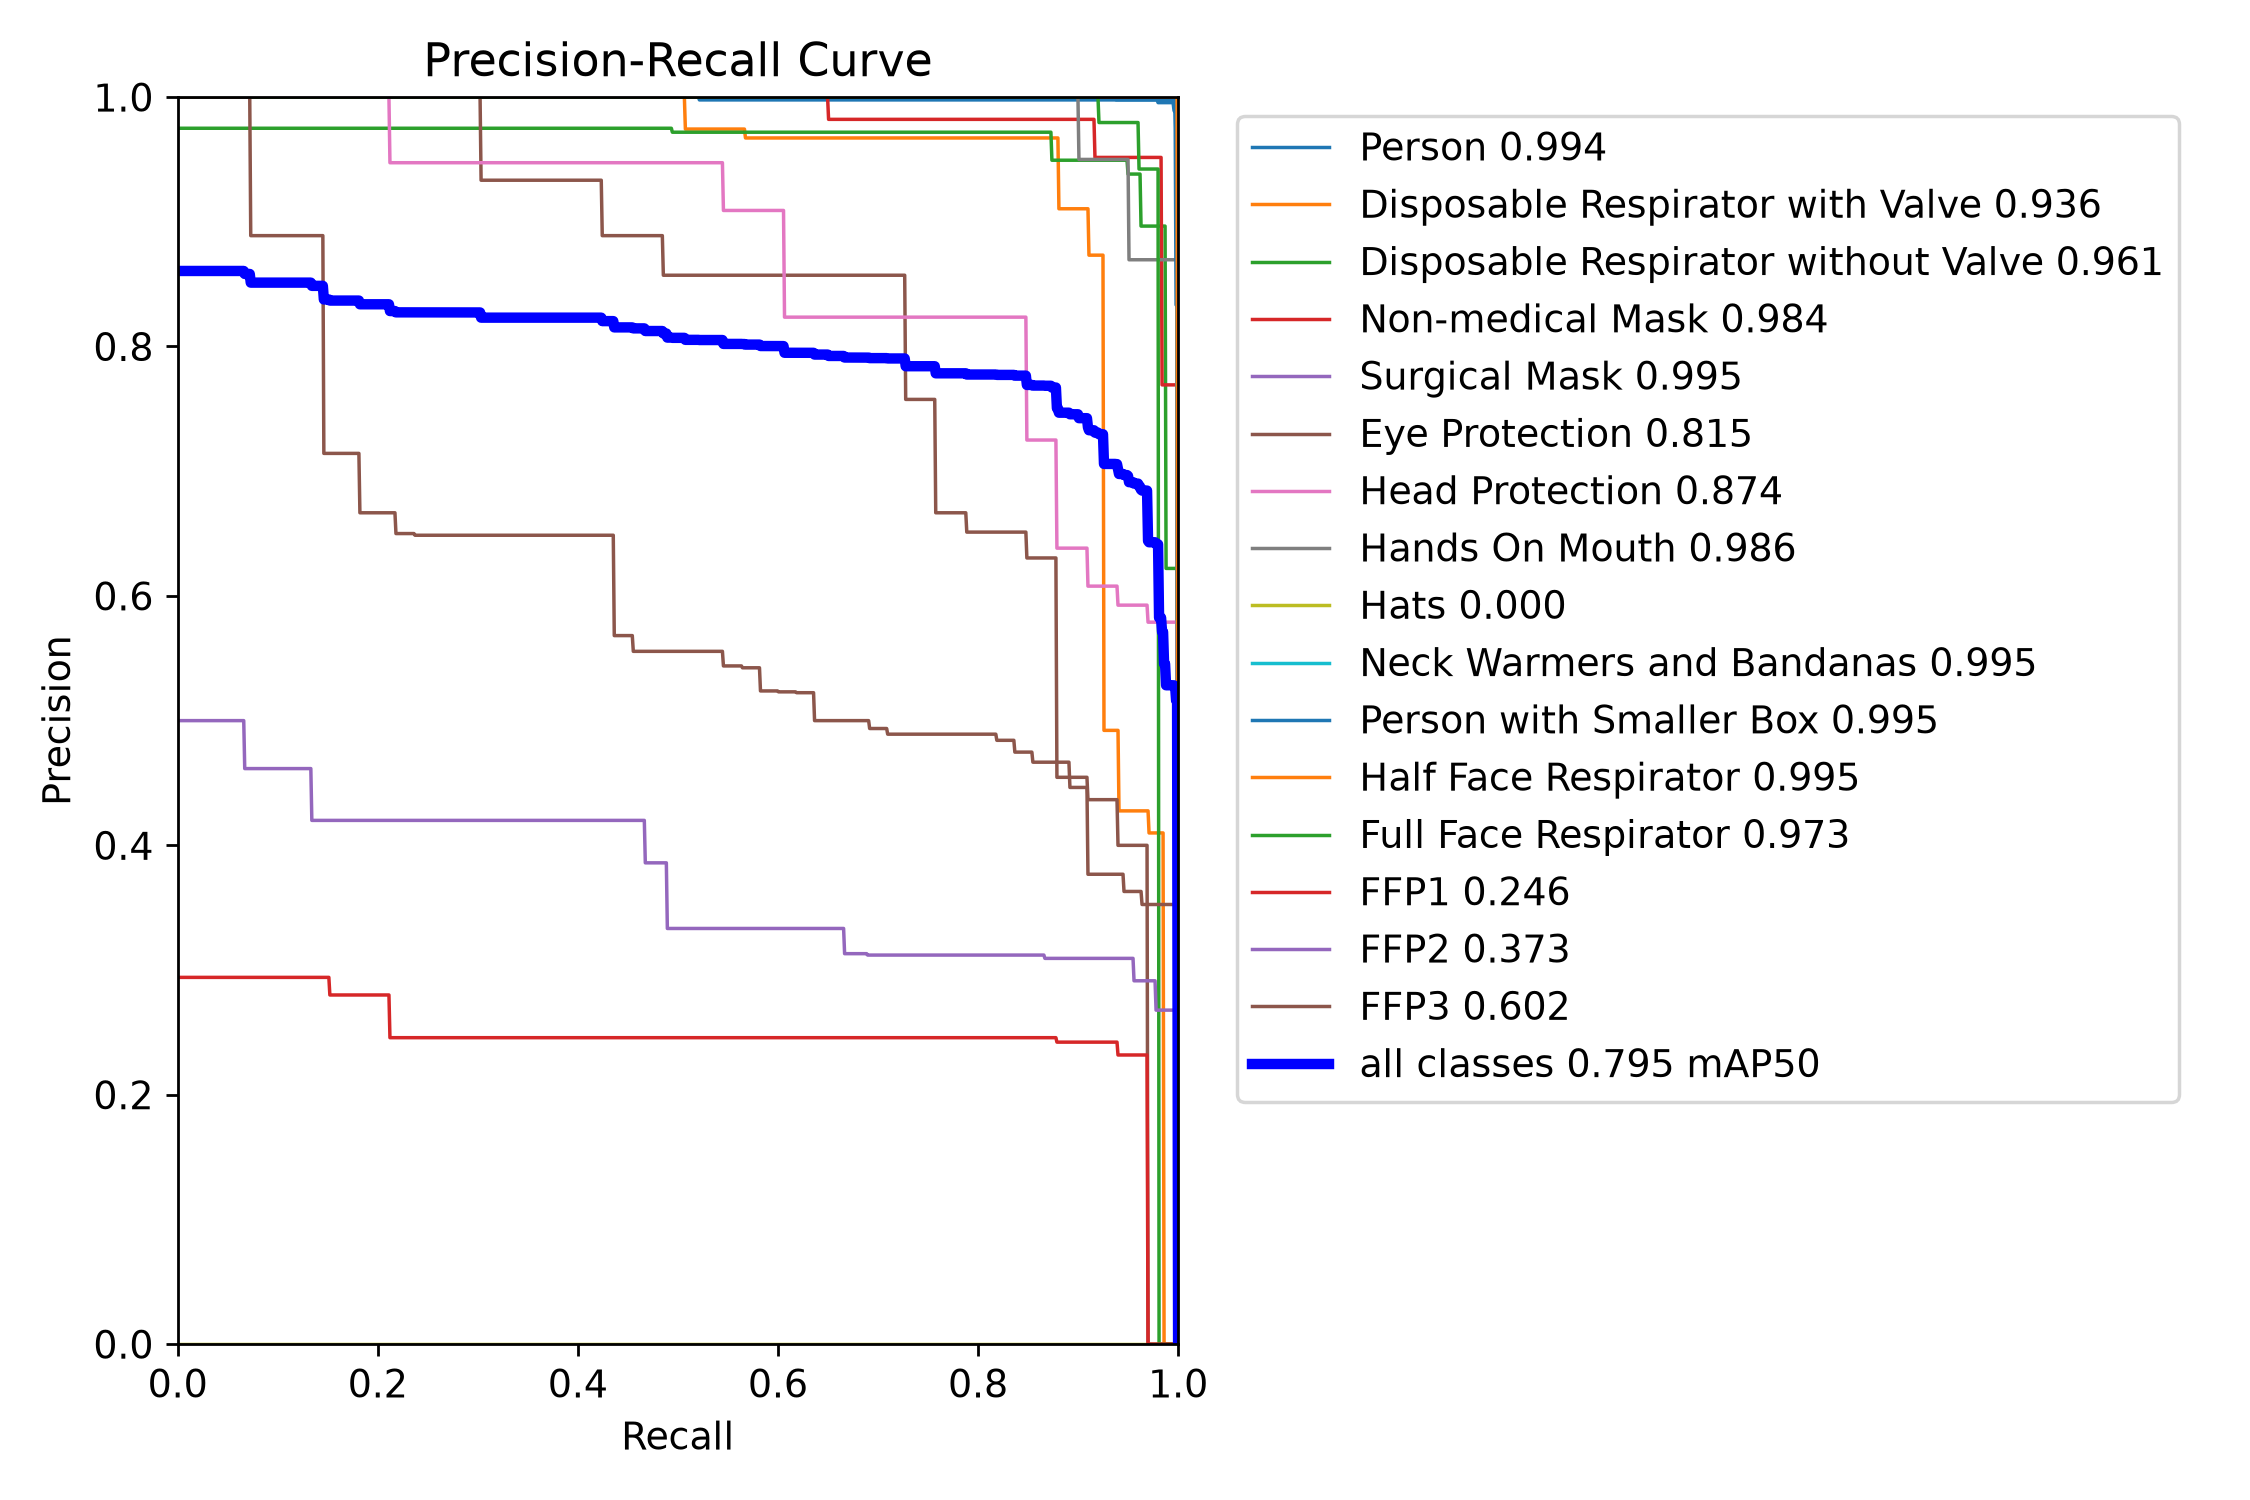 Precision-Recall Curve
1.0
0.8
0.6
0.4
0.2
0.0
Precision
0.0 0.2 0.4 0.6 0.8 1.0
Recall
Person 0.994
Disposable Respirator with Valve 0.936
Disposable Respirator without Valve 0.961
Non-medical Mask 0.984
Surgical Mask 0.995
Eye Protection 0.815
Head Protection 0.874
Hands On Mouth 0.986
Hats 0.000
Neck Warmers and Bandanas 0.995
Person with Smaller Box 0.995
Half Face Respirator 0.995
Full Face Respirator 0.973
FFP1 0.246
FFP2 0.373
FFP3 0.602
all classes 0.795 mAP50